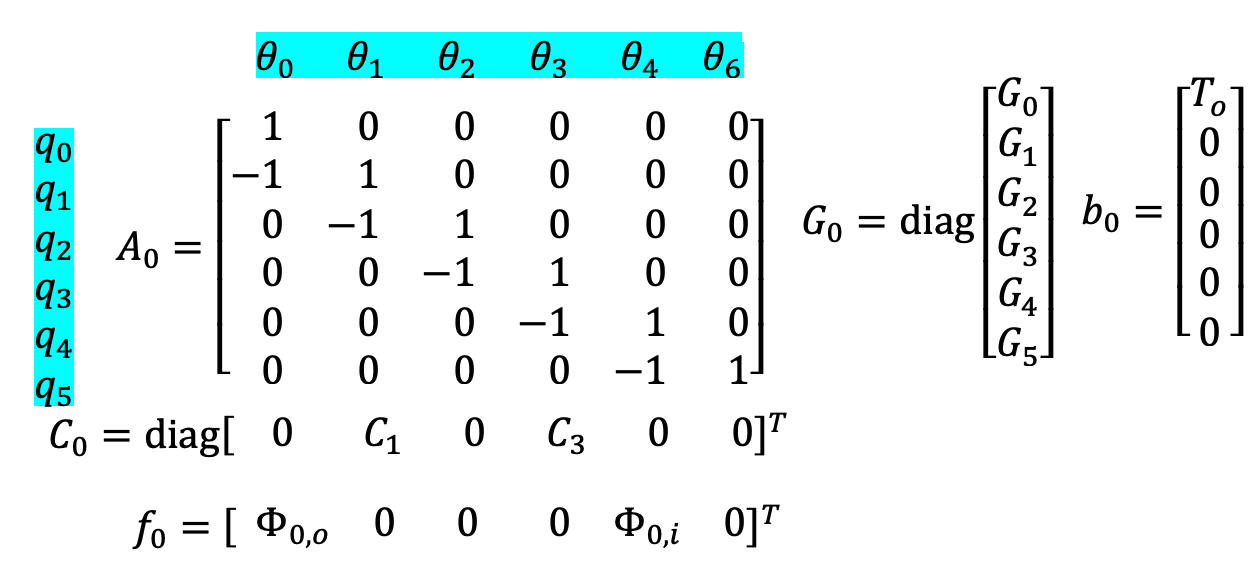 θ₀ θ₁ θ₂ θ₃ θ₄ θ₆
q₀ 1 0 0 0 0 0 G₀ T₀
q₁ −1 1 0 0 0 0 G₁ 0
q₂ A₀ = 0 −1 1 0 0 0 G₀ = diag G₂ b₀ = 0
q₃ 0 0 −1 1 0 0 G₃ 0
q₄ 0 0 0 −1 1 0 G₄ 0
q₅ 0 0 0 0 −1 1 G₅ 0
C₀ = diag[ 0 C₁ 0 C₃ 0 0]ᵀ
f₀ = [ Φ₀,ₒ 0 0 0 Φ₀,ᵢ 0]ᵀ